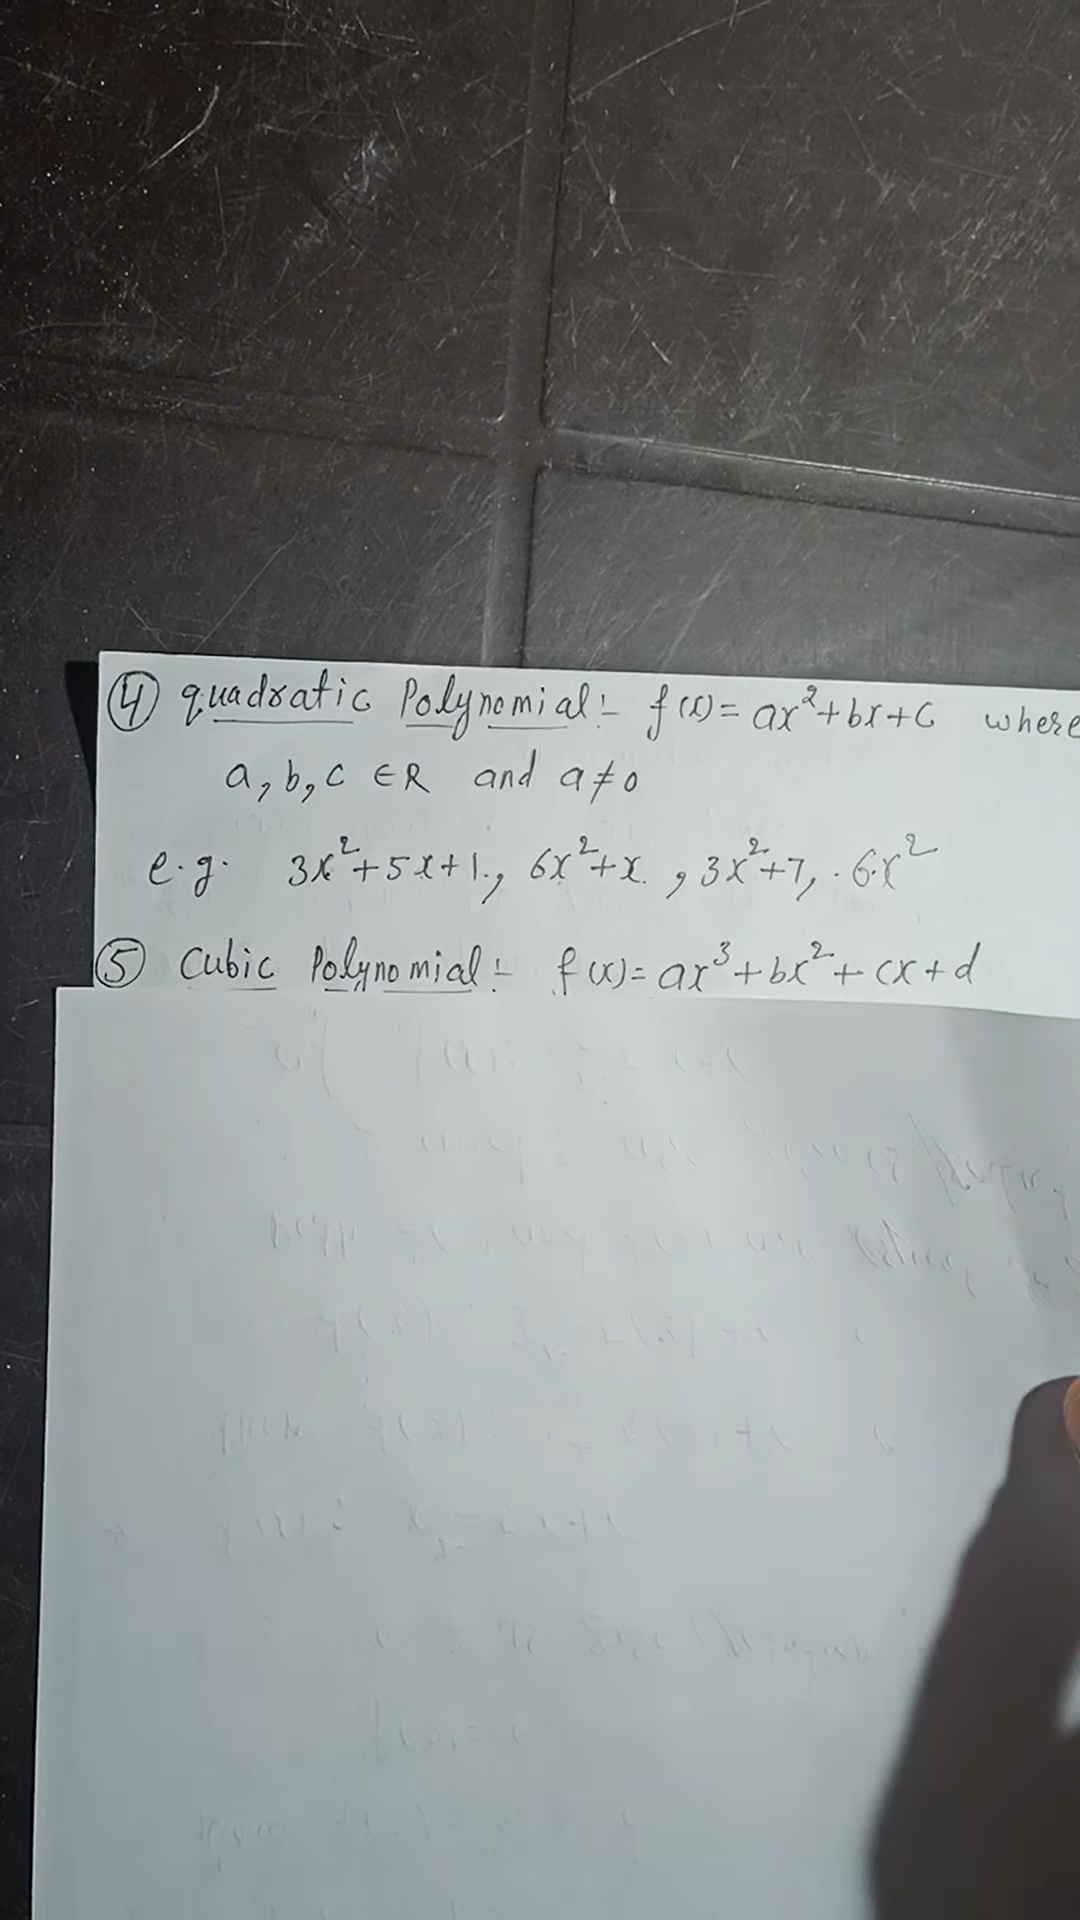 ④ quadratic Polynomial:- f(x)= ax²+bx+c where
a, b, c ∈R and a≠0
e.g. 3x²+5x+1, 6x²+x, 3x²+7, 6x²
⑤ Cubic Polynomial:- f(x)= ax³+bx²+cx+d